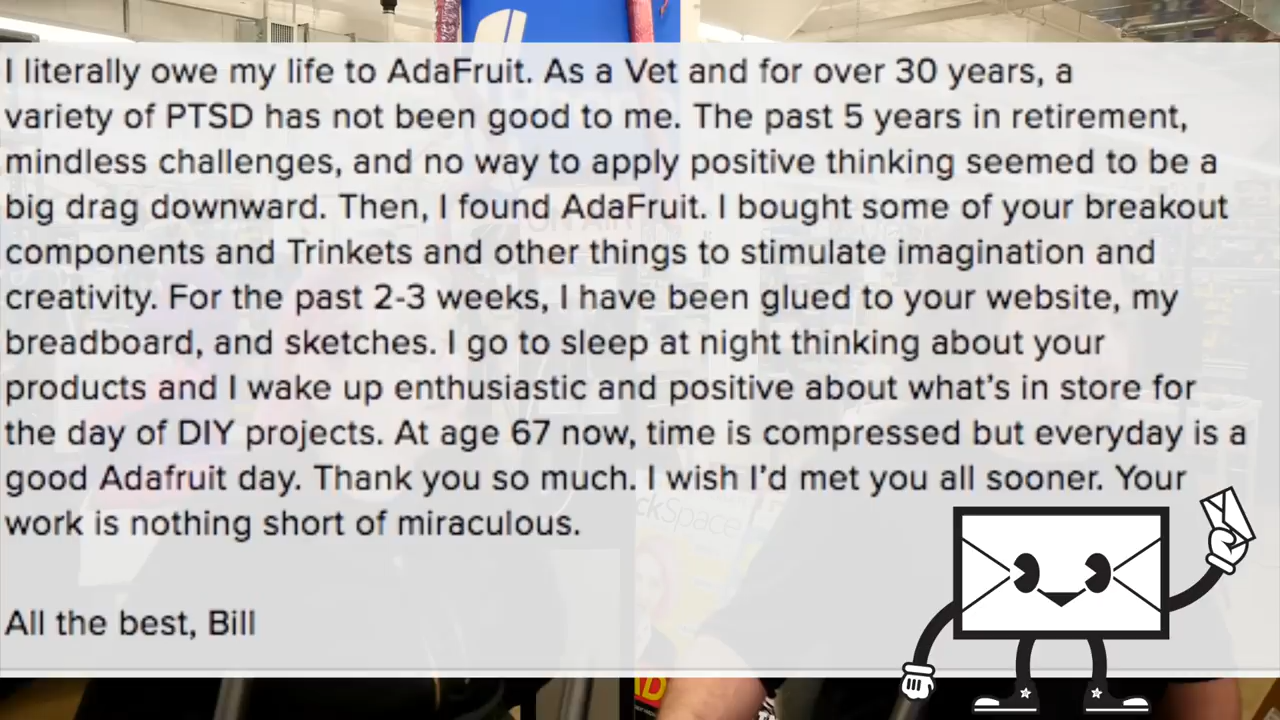 I literally owe my life to AdaFruit. As a Vet and for over 30 years, a
variety of PTSD has not been good to me. The past 5 years in retirement,
mindless challenges, and no way to apply positive thinking seemed to be a
big drag downward. Then, I found AdaFruit. I bought some of your breakout
components and Trinkets and other things to stimulate imagination and
creativity. For the past 2-3 weeks, I have been glued to your website, my
breadboard, and sketches. I go to sleep at night thinking about your
products and I wake up enthusiastic and positive about what's in store for
the day of DIY projects. At age 67 now, time is compressed but everyday is a
good Adafruit day. Thank you so much. I wish I'd met you all sooner. Your
work is nothing short of miraculous.
All the best, Bill
ON AIR
ckSpace